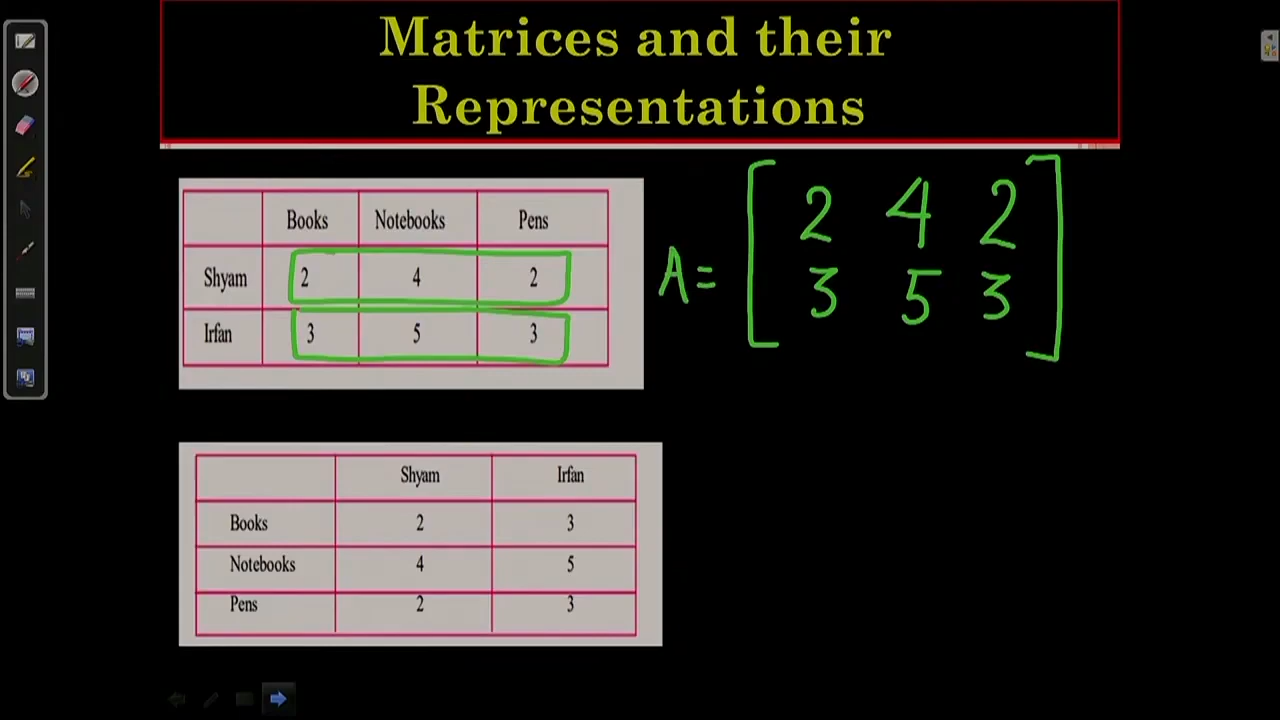 Matrices and their
Representations
Books Notebooks Pens
Shyam 2 4 2
Irfan 3 5 3
A= [ 2 4 2
3 5 3 ]
Shyam Irfan
Books 2 3
Notebooks 4 5
Pens 2 3